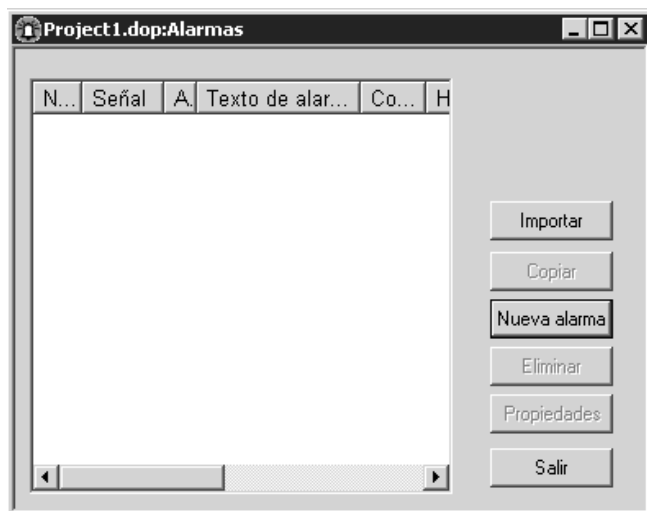 Project1.dop:Alarmas
N... Señal A. Texto de alar... Co... H
Importar
Copiar
Nueva alarma
Eliminar
Propiedades
Salir